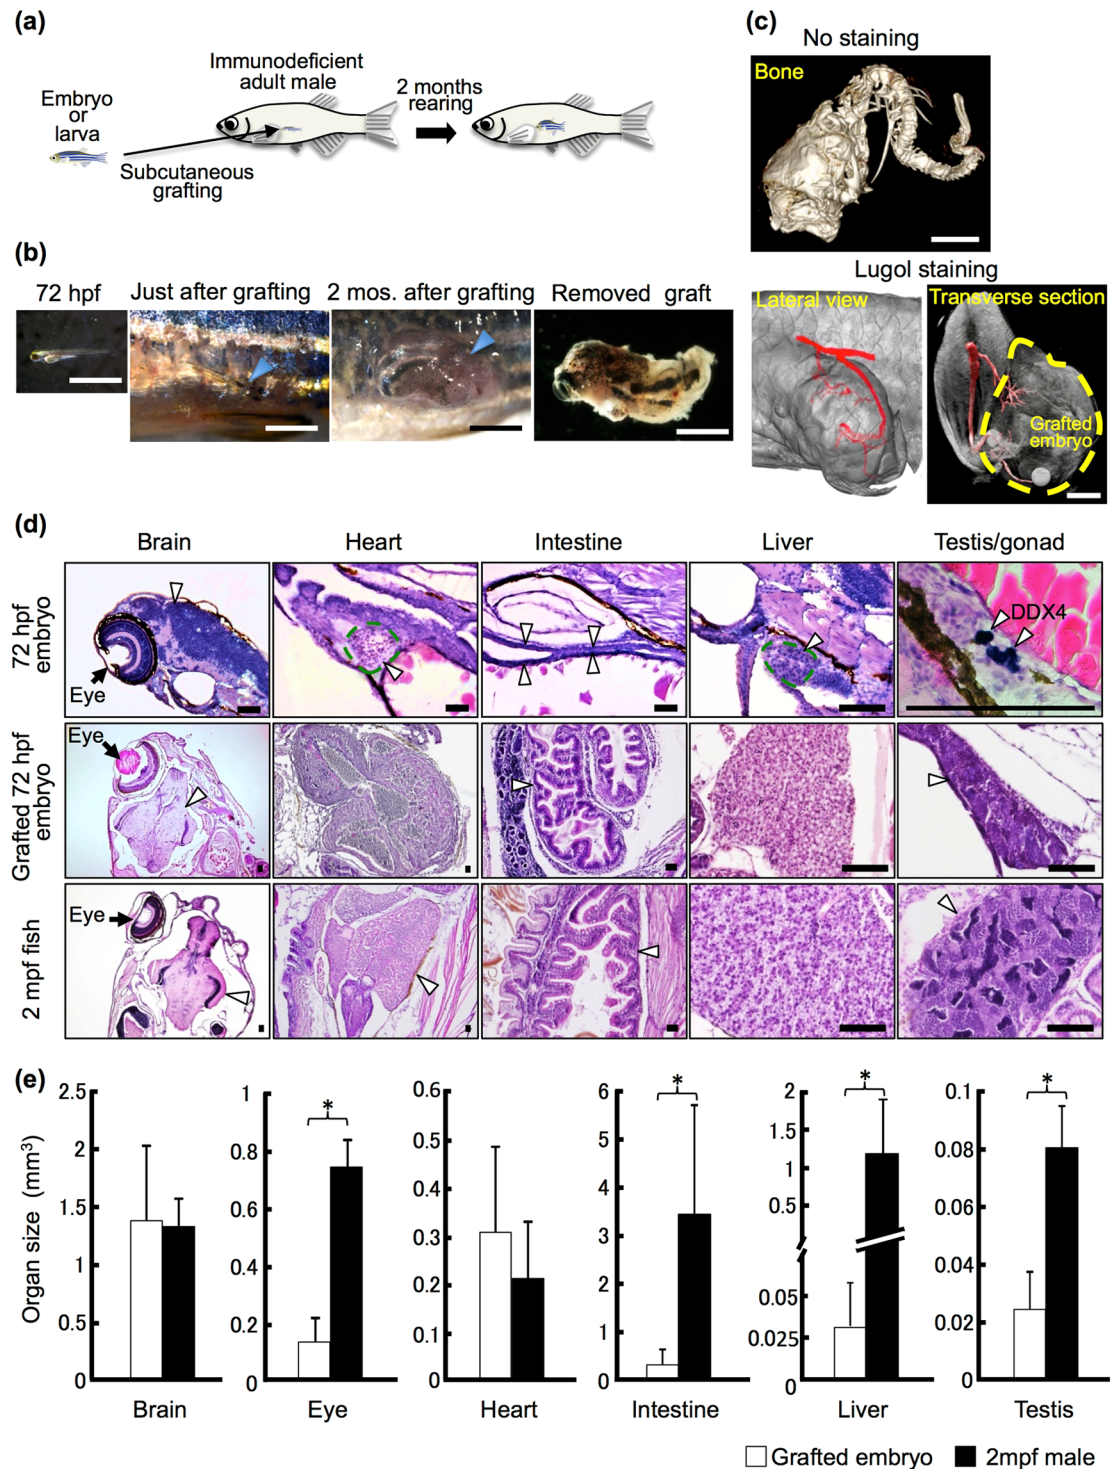 (a)
Immunodeficient
adult male
Embryo
or
larva
2 months
rearing
Subcutaneous
grafting
(b)
72 hpf
Just after grafting
2 mos. after grafting
Removed graft
(c)
No staining
Bone
Lugol staining
Lateral view
Transverse section
Grafted
embryo
(d)
Brain
Heart
Intestine
Liver
Testis/gonad
72 hpf
embryo
Eye
DDX4
Grafted 72 hpf
embryo
Eye
2 mpf fish
Eye
(e)
Organ size (mm³)
2.5
2
1.5
1
0.5
0
Brain
1
0.8
0.6
0.4
0.2
0
*
Eye
0.6
0.5
0.4
0.3
0.2
0.1
0
Heart
6
5
4
3
2
1
0
*
Intestine
2
1.5
1
0.5
0
0.05
0.025
0
*
Liver
0.1
0.08
0.06
0.04
0.02
0
*
Testis
Grafted embryo
2mpf male